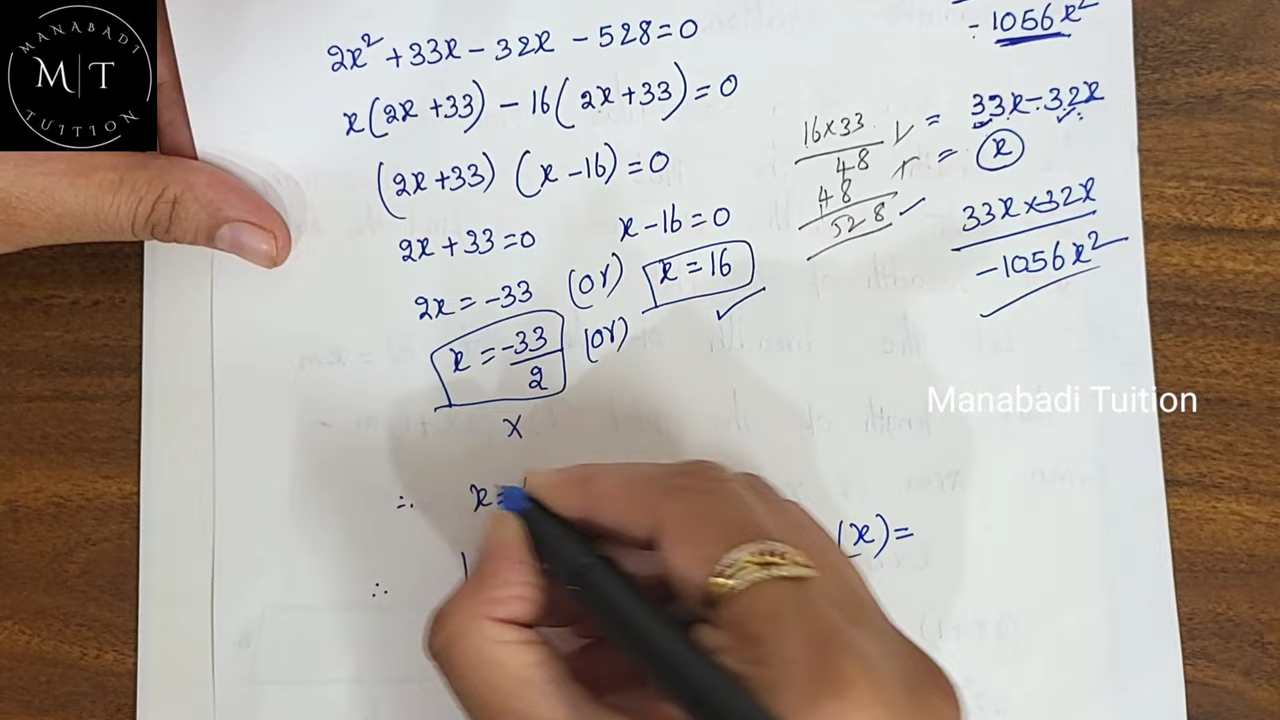 MANABADI
M|T
TUITION
2x² + 33x - 32x - 528 = 0
x(2x + 33) - 16(2x + 33) = 0
(2x + 33) (x - 16) = 0
2x + 33 = 0
x - 16 = 0
2x = -33 (or) x = 16
x = -33/2 (or)
x
∴ x =
∴
(x) =
- 1056x²
16x33
48
48
528
= 33x - 32x
= x
33x x -32x
-1056x²
Manabadi Tuition